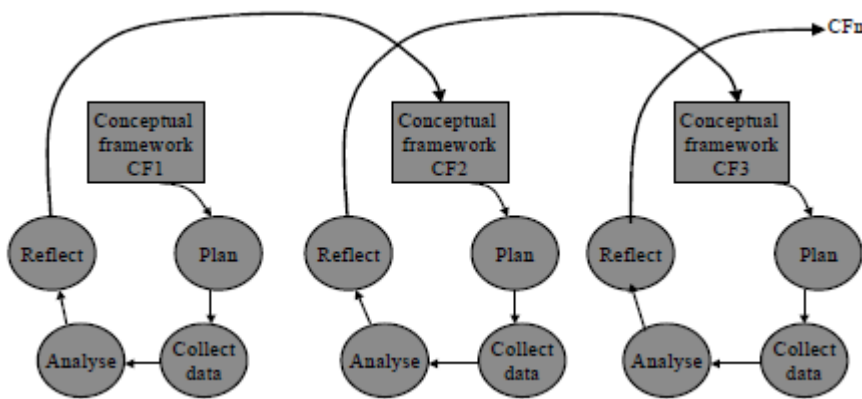 CFn
Conceptual
framework
CF1
Conceptual
framework
CF2
Conceptual
framework
CF3
Reflect
Plan
Reflect
Plan
Reflect
Plan
Analyse
Collect
data
Analyse
Collect
data
Analyse
Collect
data